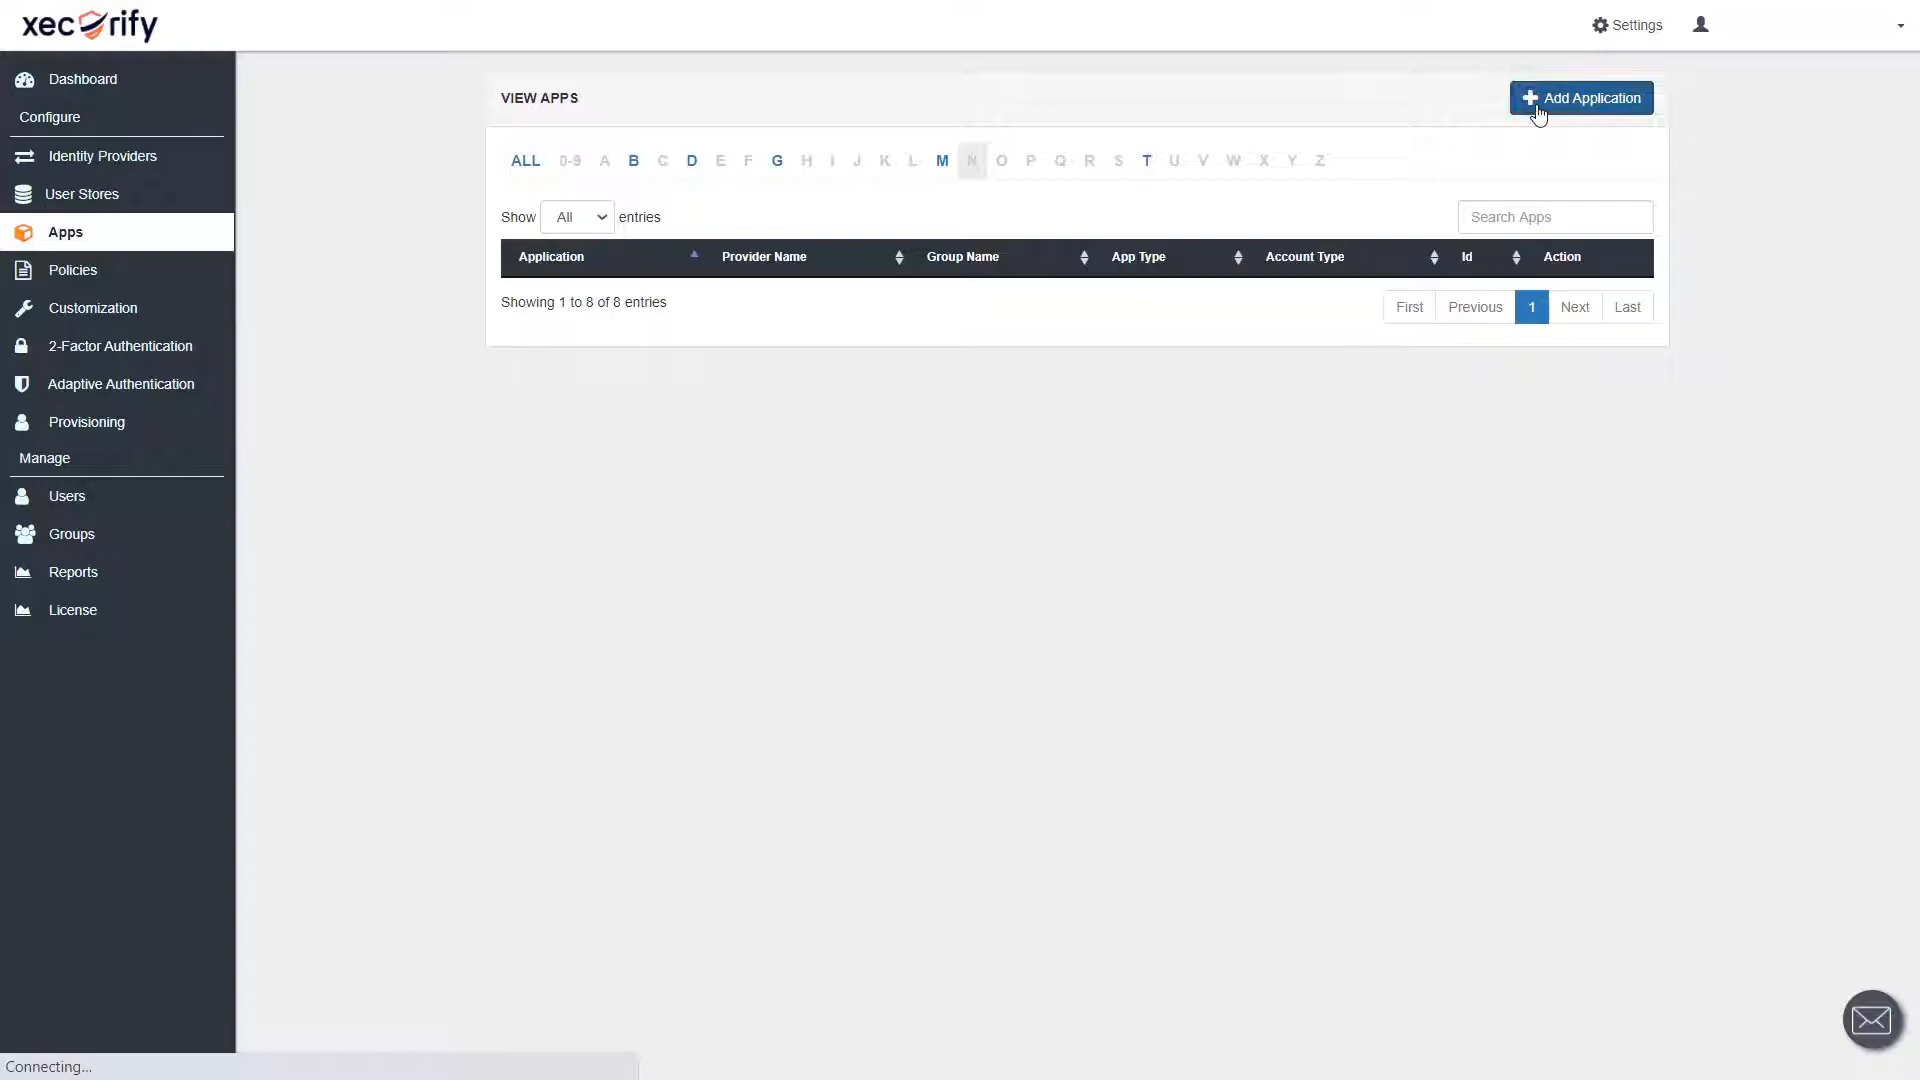 xecurify
Settings
Dashboard
Configure
Identity Providers
User Stores
Apps
Policies
Customization
2-Factor Authentication
Adaptive Authentication
Provisioning
Manage
Users
Groups
Reports
License
VIEW APPS
Add Application
ALL 0-9 A B C D E F G H I J K L M N O P Q R S T U V W X Y Z
Show All entries
Search Apps
Application Provider Name Group Name App Type Account Type Id Action
Showing 1 to 8 of 8 entries
First Previous 1 Next Last
Connecting...